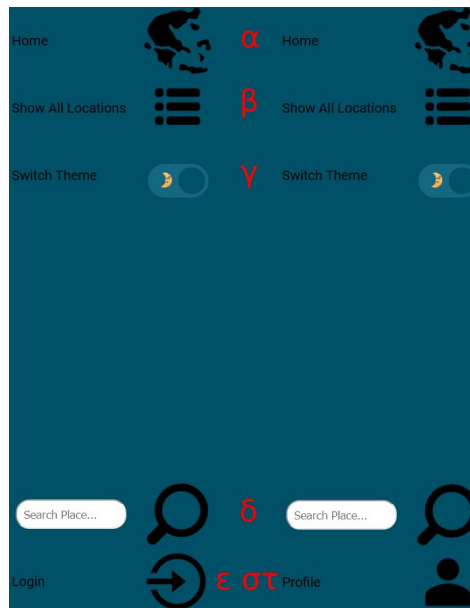 Home α Home
Show All Locations β Show All Locations
Switch Theme γ Switch Theme
Search Place... δ Search Place...
Login ε στ Profile